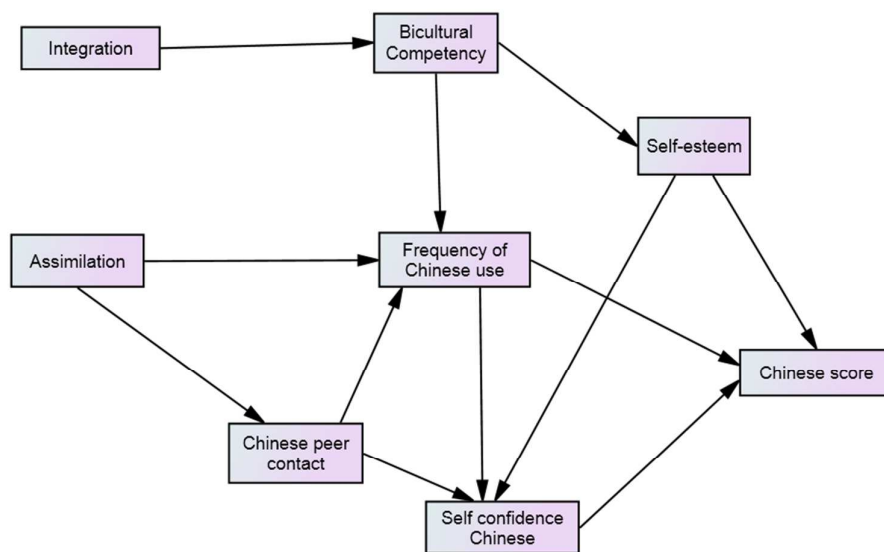 Integration
Bicultural
Competency
Self-esteem
Assimilation
Frequency of
Chinese use
Chinese score
Chinese peer
contact
Self confidence
Chinese